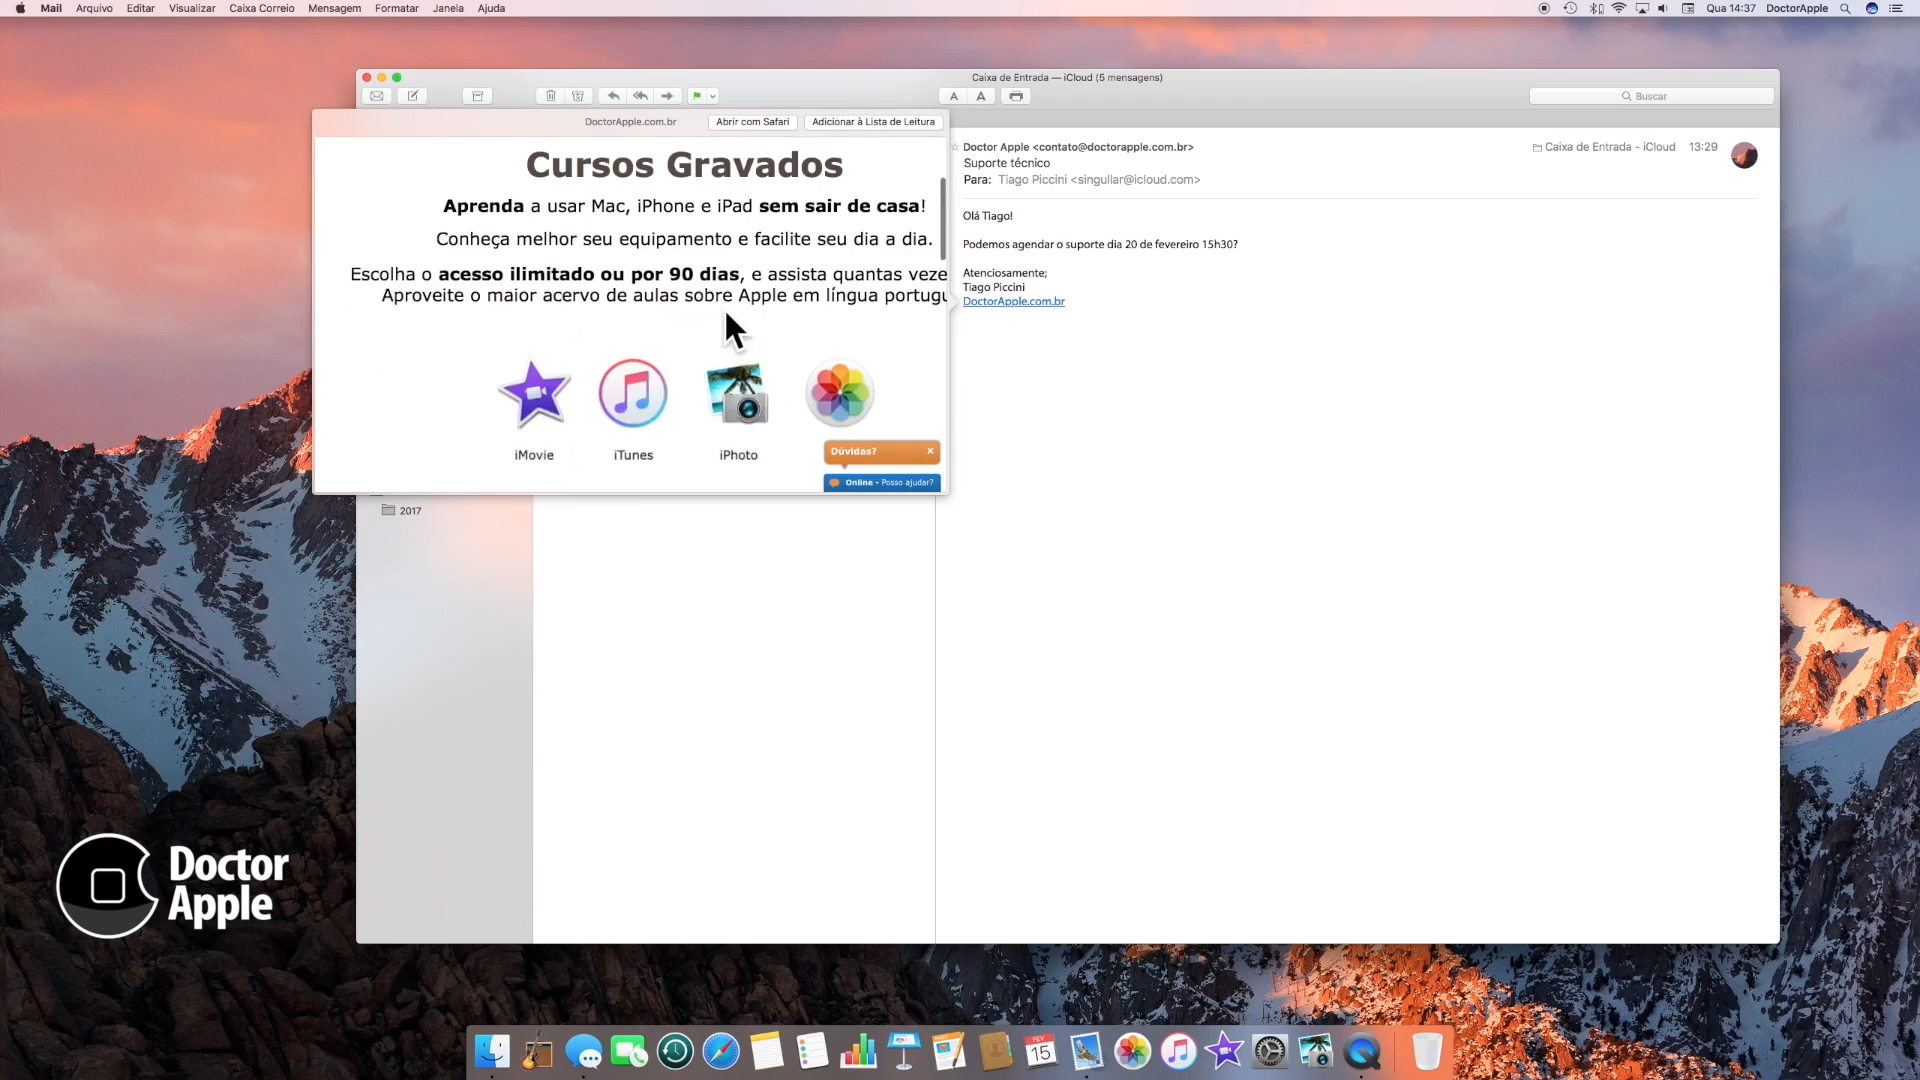 Mail Arquivo Editar Visualizar Caixa Correio Mensagem Formatar Janela Ajuda
Qua 14:37 DoctorApple
Caixa de Entrada — iCloud (5 mensagens)
A A
Buscar
DoctorApple.com.br
Abrir com Safari
Adicionar à Lista de Leitura
Cursos Gravados
Aprenda a usar Mac, iPhone e iPad sem sair de casa!
Conheça melhor seu equipamento e facilite seu dia a dia.
Escolha o acesso ilimitado ou por 90 dias, e assista quantas veze
Aproveite o maior acervo de aulas sobre Apple em língua portugu
iMovie
iTunes
iPhoto
Dúvidas?
Online - Posso ajudar?
2017
Doctor Apple <contato@doctorapple.com.br>
Caixa de Entrada - iCloud 13:29
Suporte técnico
Para: Tiago Piccini <singullar@icloud.com>
Olá Tiago!
Podemos agendar o suporte dia 20 de fevereiro 15h30?
Atenciosamente;
Tiago Piccini
DoctorApple.com.br
Doctor
Apple
FEV
15